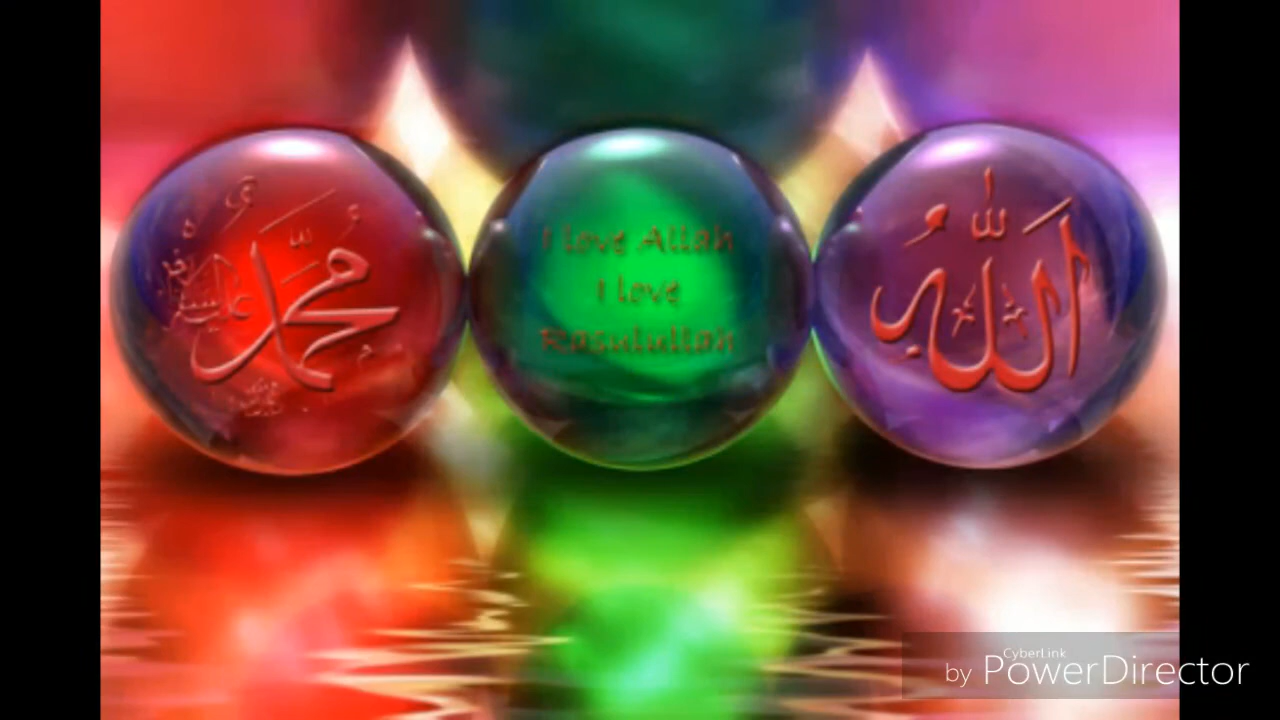 محمد
I love Allah
I love
Rasulullah
الله
CyberLink
by PowerDirector